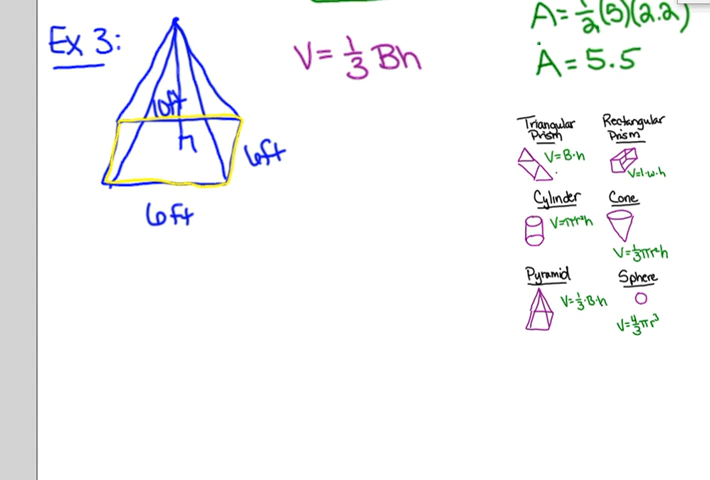 Ex 3:
10ft
h
6ft
6ft
V = 1/3 Bh
A = 1/2 (5)(2.2)
A = 5.5
Triangular Prism
V=B·h
Rectangular Prism
V=l·w·h
Cylinder
V=πr²h
Cone
V=1/3πr²h
Pyramid
V=1/3·B·h
Sphere
V=4/3πr³